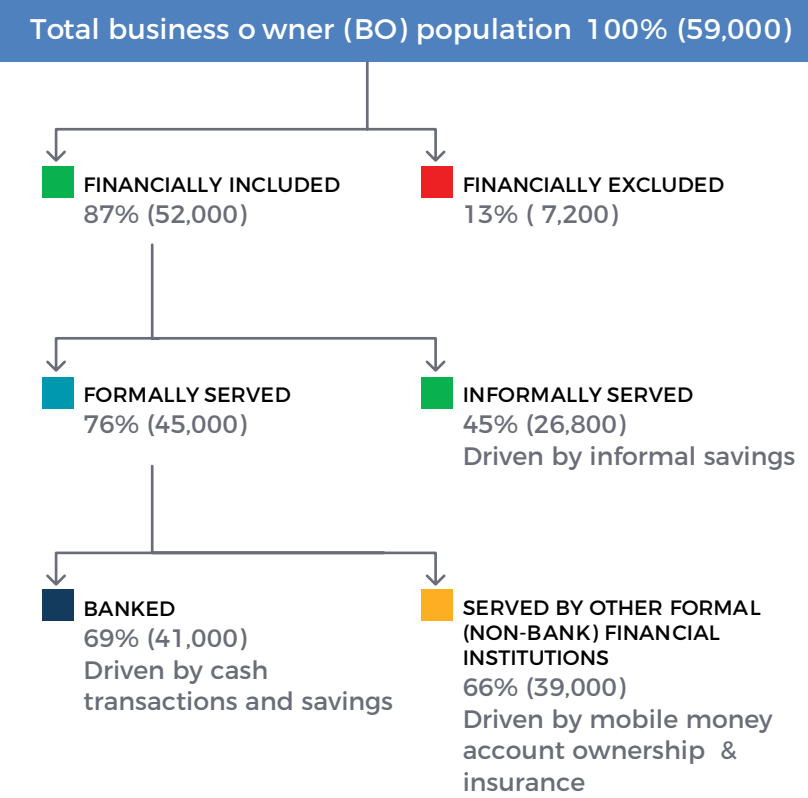 Total business o wner (BO) population 100% (59,000)
FINANCIALLY INCLUDED
87% (52,000)
FINANCIALLY EXCLUDED
13% ( 7,200)
FORMALLY SERVED
76% (45,000)
INFORMALLY SERVED
45% (26,800)
Driven by informal savings
BANKED
69% (41,000)
Driven by cash
transactions and savings
SERVED BY OTHER FORMAL
(NON-BANK) FINANCIAL
INSTITUTIONS
66% (39,000)
Driven by mobile money
account ownership &
insurance